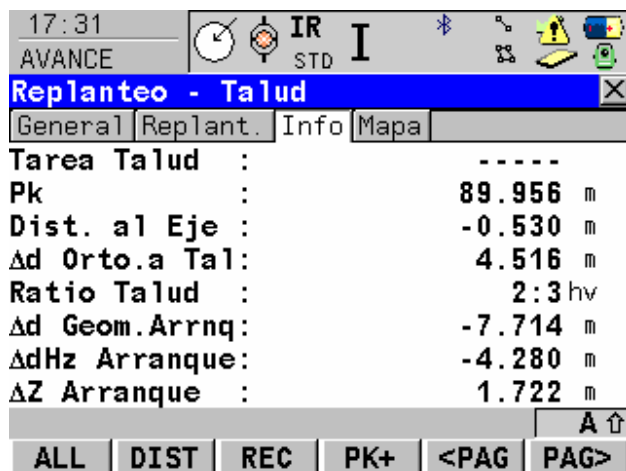 17:31
AVANCE
IR
STD
I
Replanteo - Talud
General Replant. Info Mapa
Tarea Talud : -----
Pk : 89.956 m
Dist. al Eje : -0.530 m
Δd Orto.a Tal: 4.516 m
Ratio Talud : 2:3 hv
Δd Geom.Arrnq: -7.714 m
ΔdHz Arranque: -4.280 m
ΔZ Arranque : 1.722 m
A
ALL DIST REC PK+ <PAG PAG>